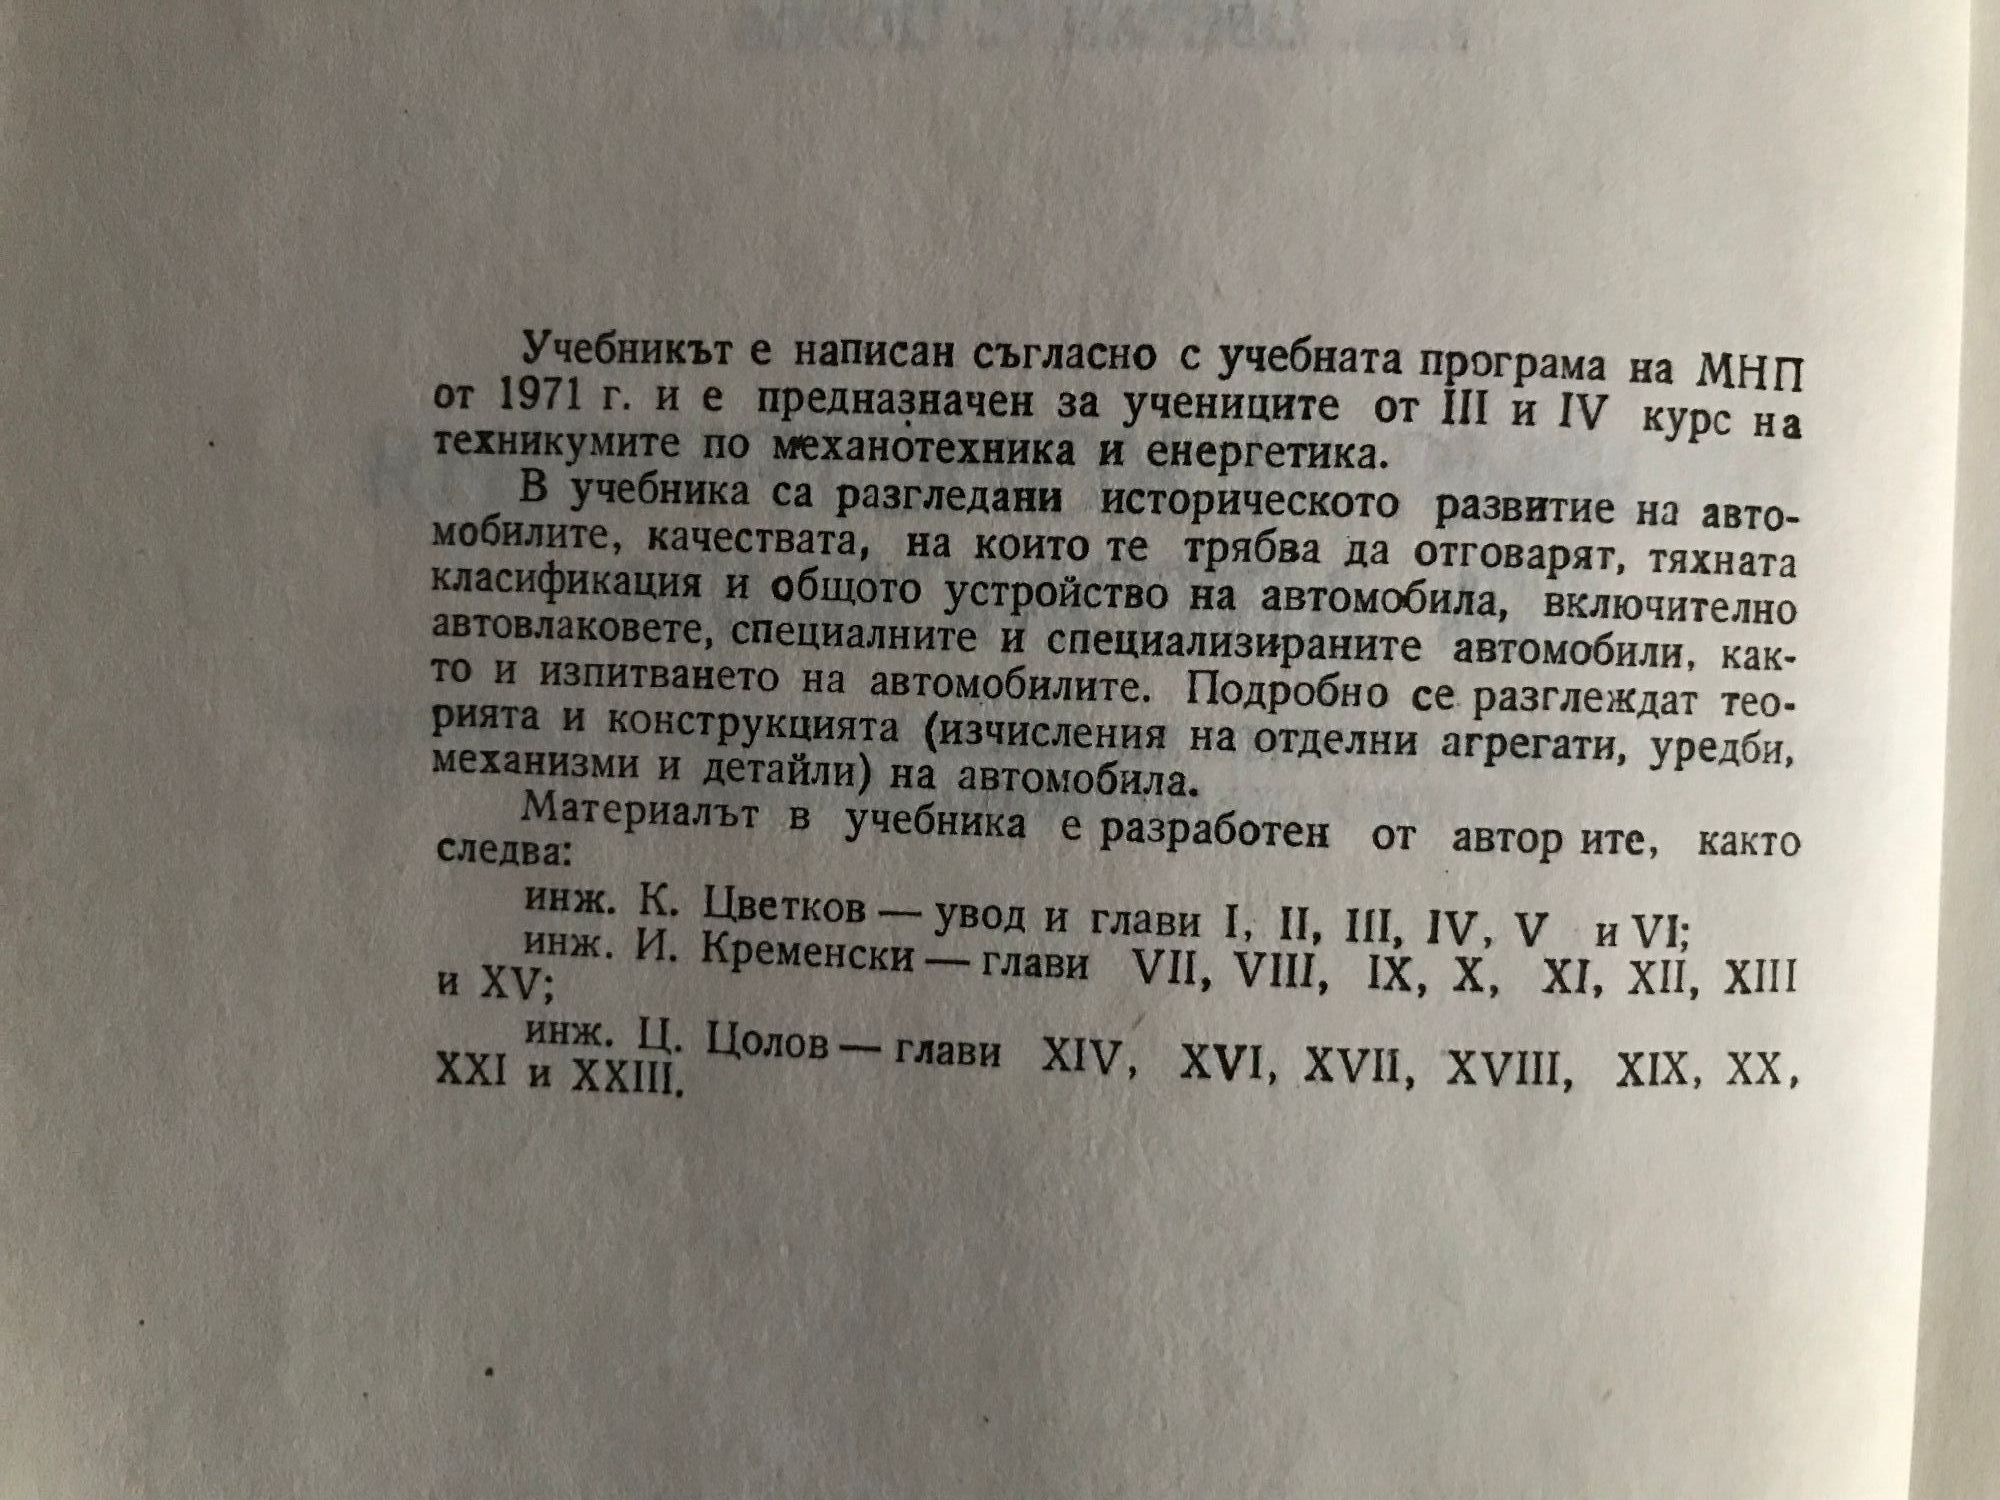 Учебникът е написан съгласно с учебната програма на МНП
от 1971 г. и е предназначен за учениците от III и IV курс на
техникумите по механотехника и енергетика.
В учебника са разгледани историческото развитие на авто-
мобилите, качествата, на които те трябва да отговарят, тяхната
класификация и общото устройство на автомобила, включително
автовлаковете, специалните и специализираните автомобили, как-
то и изпитването на автомобилите. Подробно се разглеждат тео-
рията и конструкцията (изчисления на отделни агрегати, уредби,
механизми и детайли) на автомобила.
Материалът в учебника е разработен от автор ите, както
следва:
инж. К. Цветков — увод и глави I, II, III, IV, V и VI;
инж. И. Кременски — глави VII, VIII, IX, X, XI, XII, XIII
и XV;
инж. Ц. Цолов — глави XIV, XVI, XVII, XVIII, XIX, XX,
XXI и XXIII.